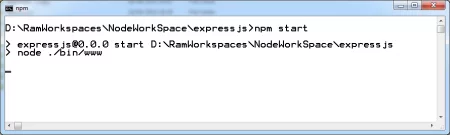 npm
D:\RamWorkspaces\NodeWorkSpace\expressjs>npm start
> expressjs@0.0.0 start D:\RamWorkspaces\NodeWorkSpace\expressjs
> node ./bin/www